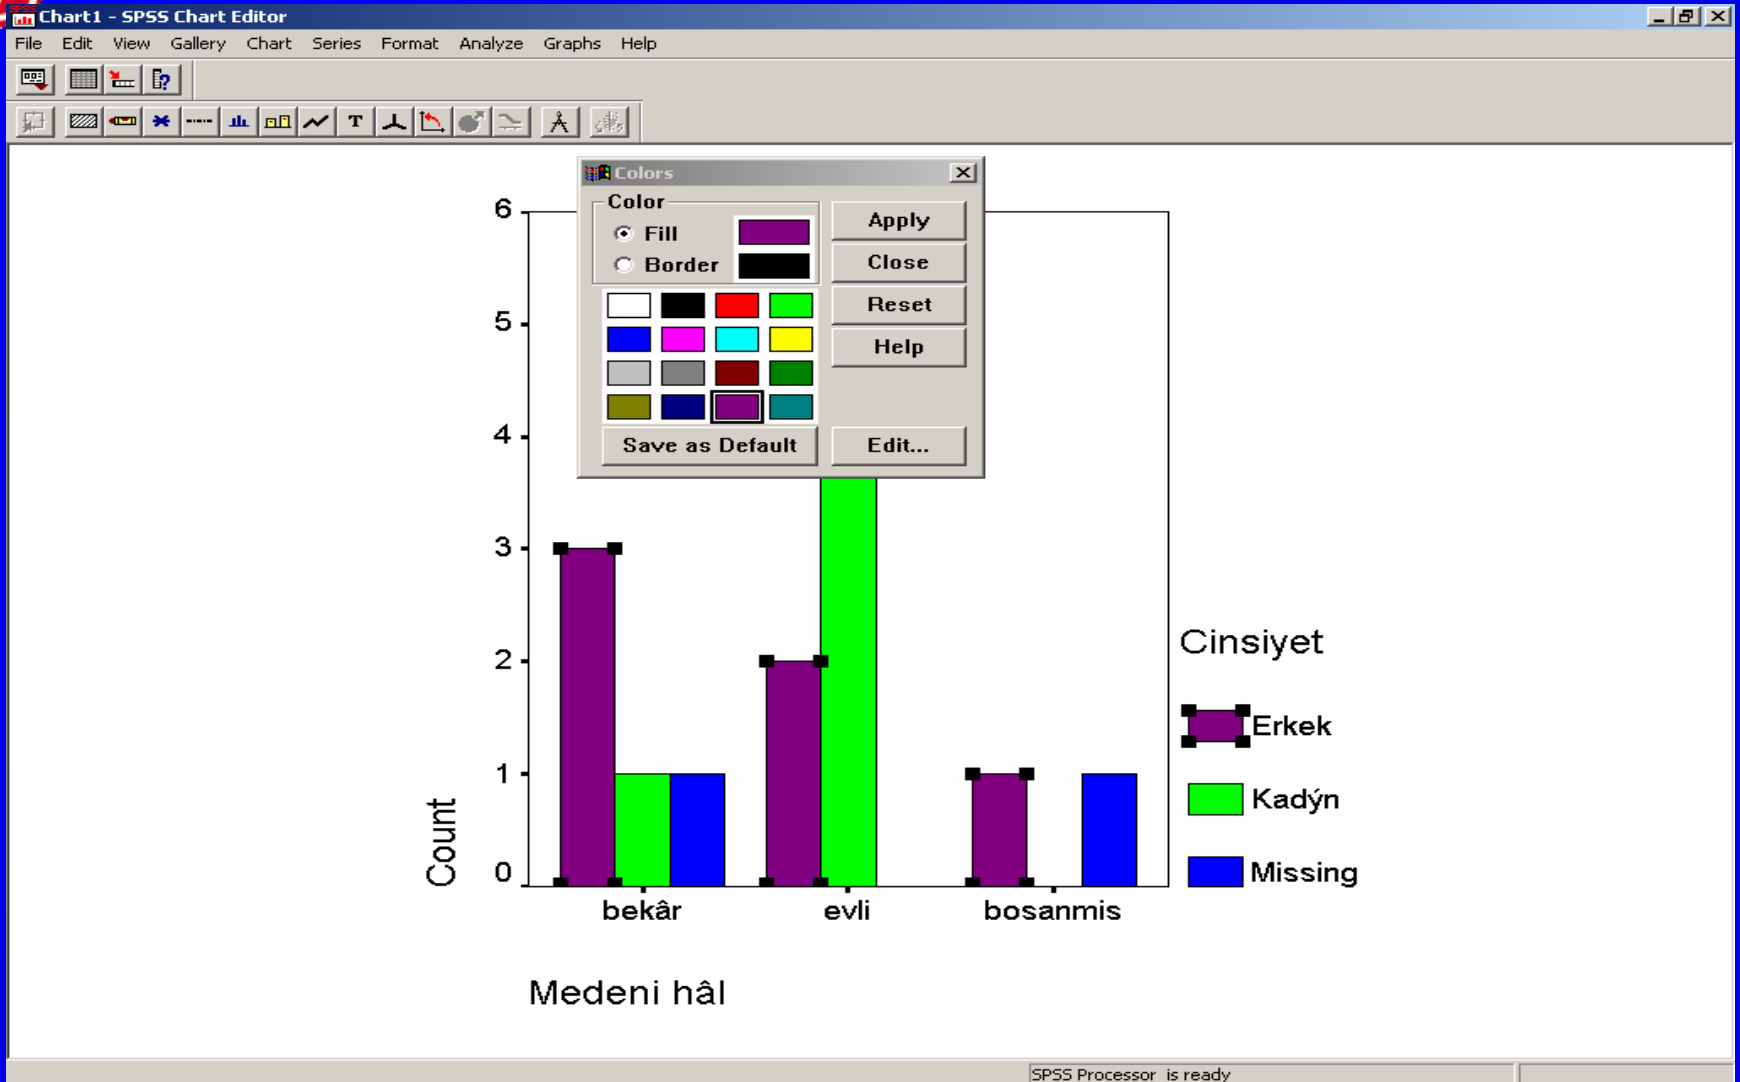 SPSS
Chart1 - SPSS Chart Editor
File Edit View Gallery Chart Series Format Analyze Graphs Help
T
Colors
Color
Fill
Border
Apply
Close
Reset
Help
Save as Default
Edit...
6
5
4
3
2
1
0
Count
bekâr evli bosanmis
Medeni hâl
Cinsiyet
Erkek
Kadýn
Missing
SPSS Processor is ready